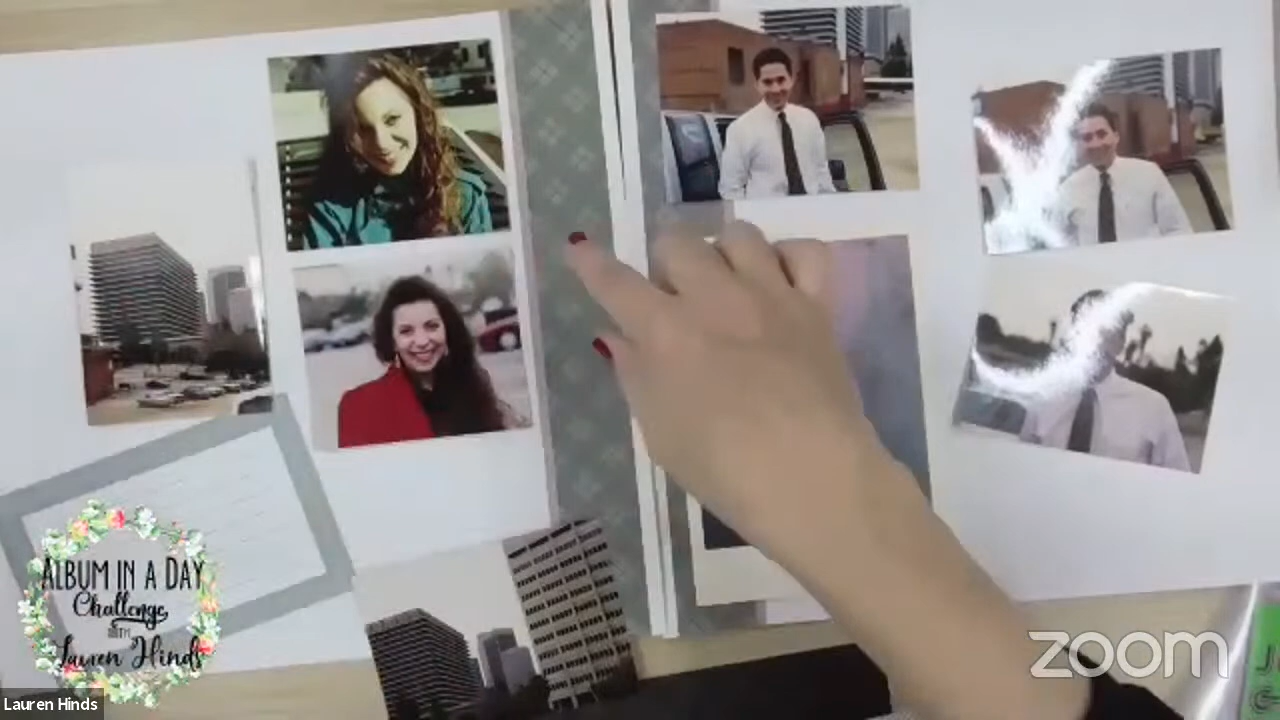 ALBUM IN A DAY
Challenge
WITH
Lauren Hinds
Lauren Hinds
zoom